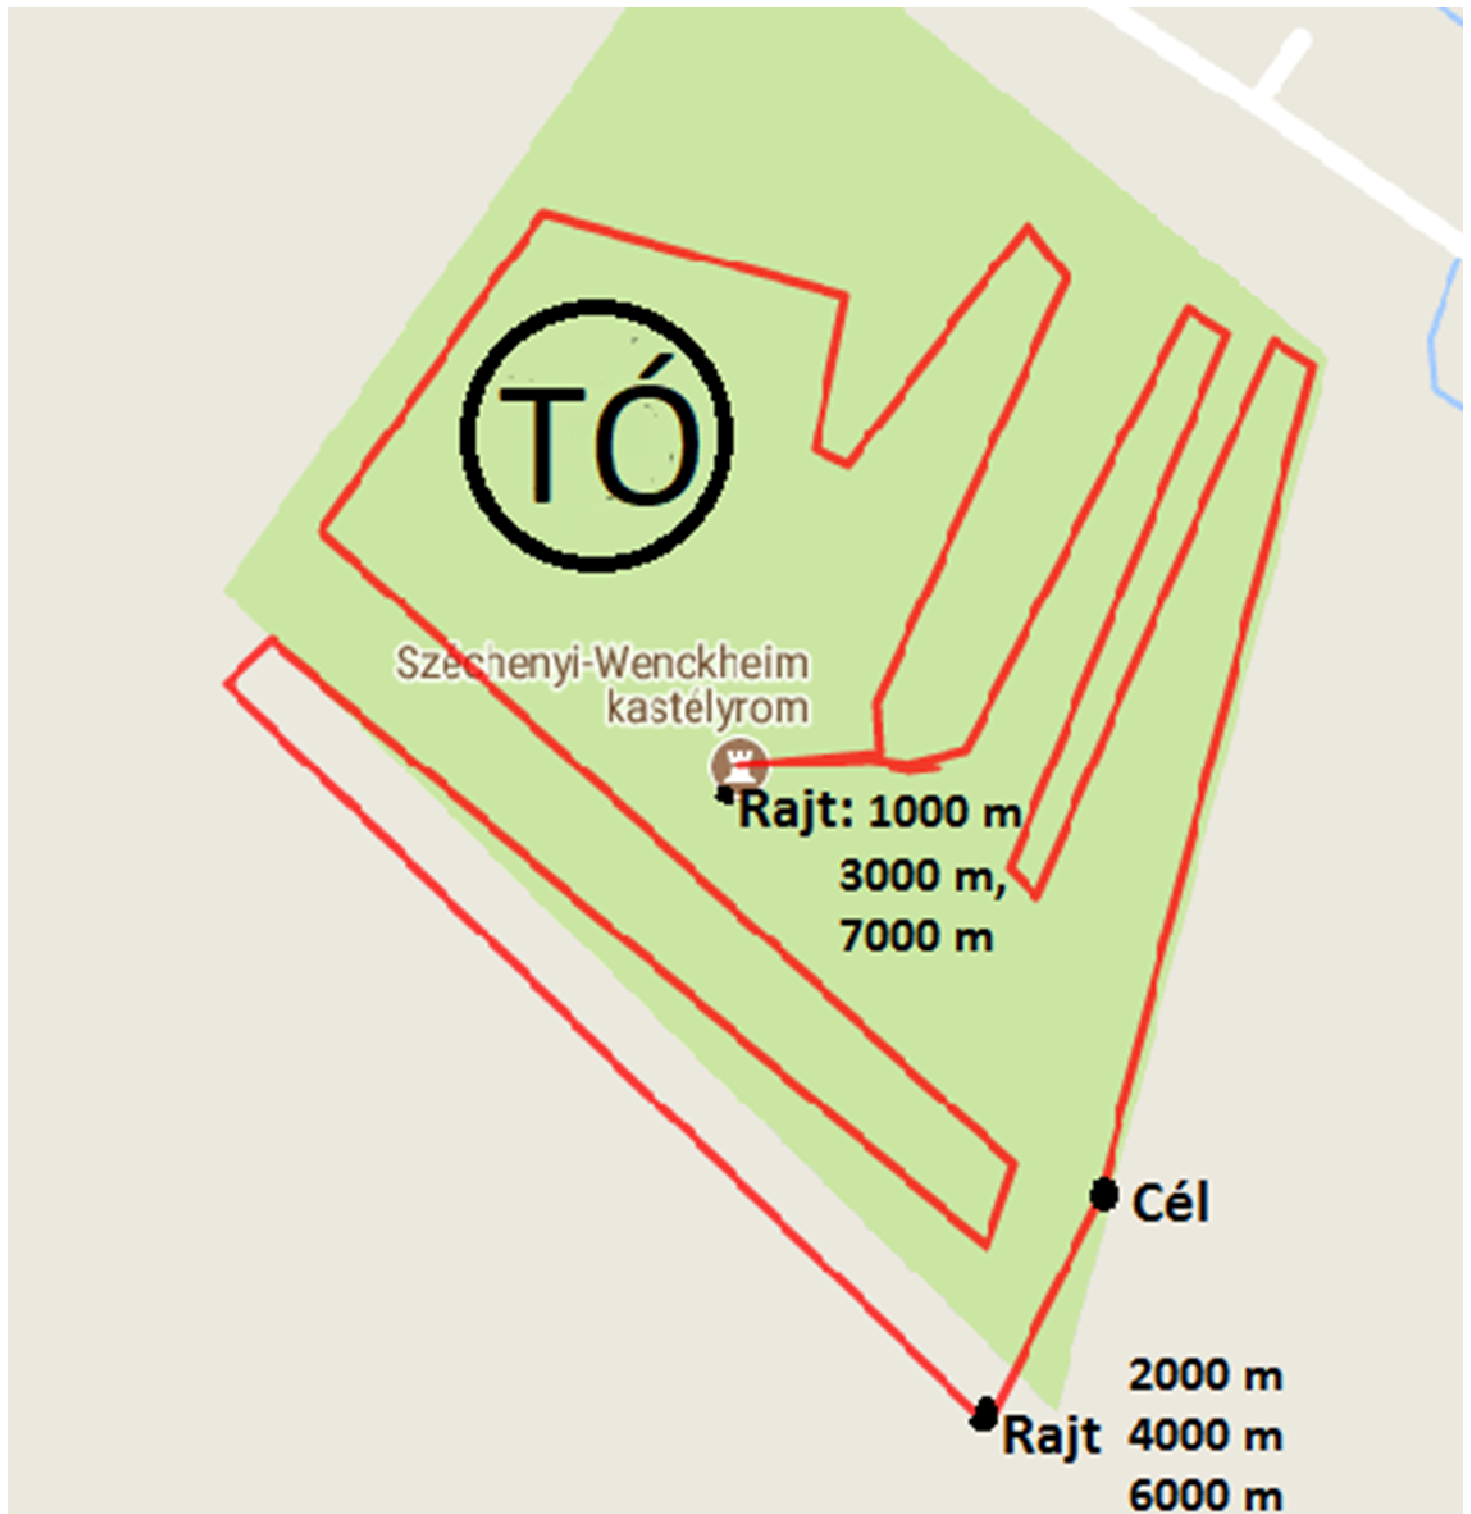 TÓ
Széchenyi-Wenckheim
kastélyrom
Rajt: 1000 m
3000 m,
7000 m
Cél
2000 m
Rajt 4000 m
6000 m